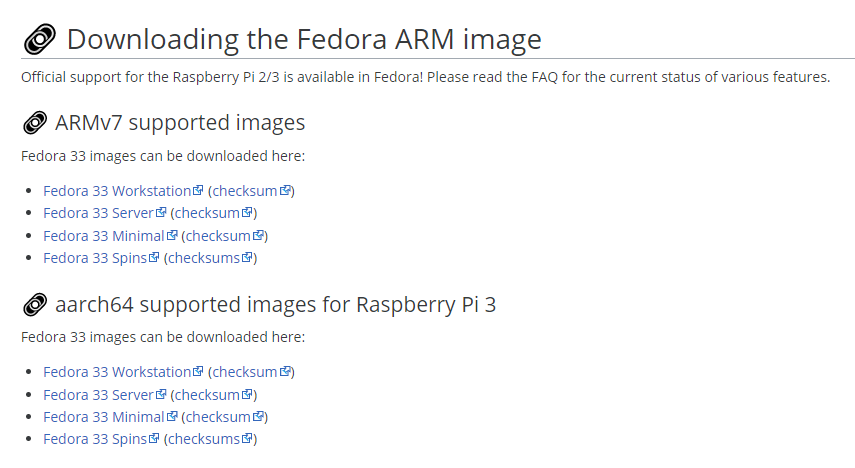 Downloading the Fedora ARM image
Official support for the Raspberry Pi 2/3 is available in Fedora! Please read the FAQ for the current status of various features.
ARMv7 supported images
Fedora 33 images can be downloaded here:
• Fedora 33 Workstation (checksum)
• Fedora 33 Server (checksum)
• Fedora 33 Minimal (checksum)
• Fedora 33 Spins (checksums)
aarch64 supported images for Raspberry Pi 3
Fedora 33 images can be downloaded here:
• Fedora 33 Workstation (checksum)
• Fedora 33 Server (checksum)
• Fedora 33 Minimal (checksum)
• Fedora 33 Spins (checksums)